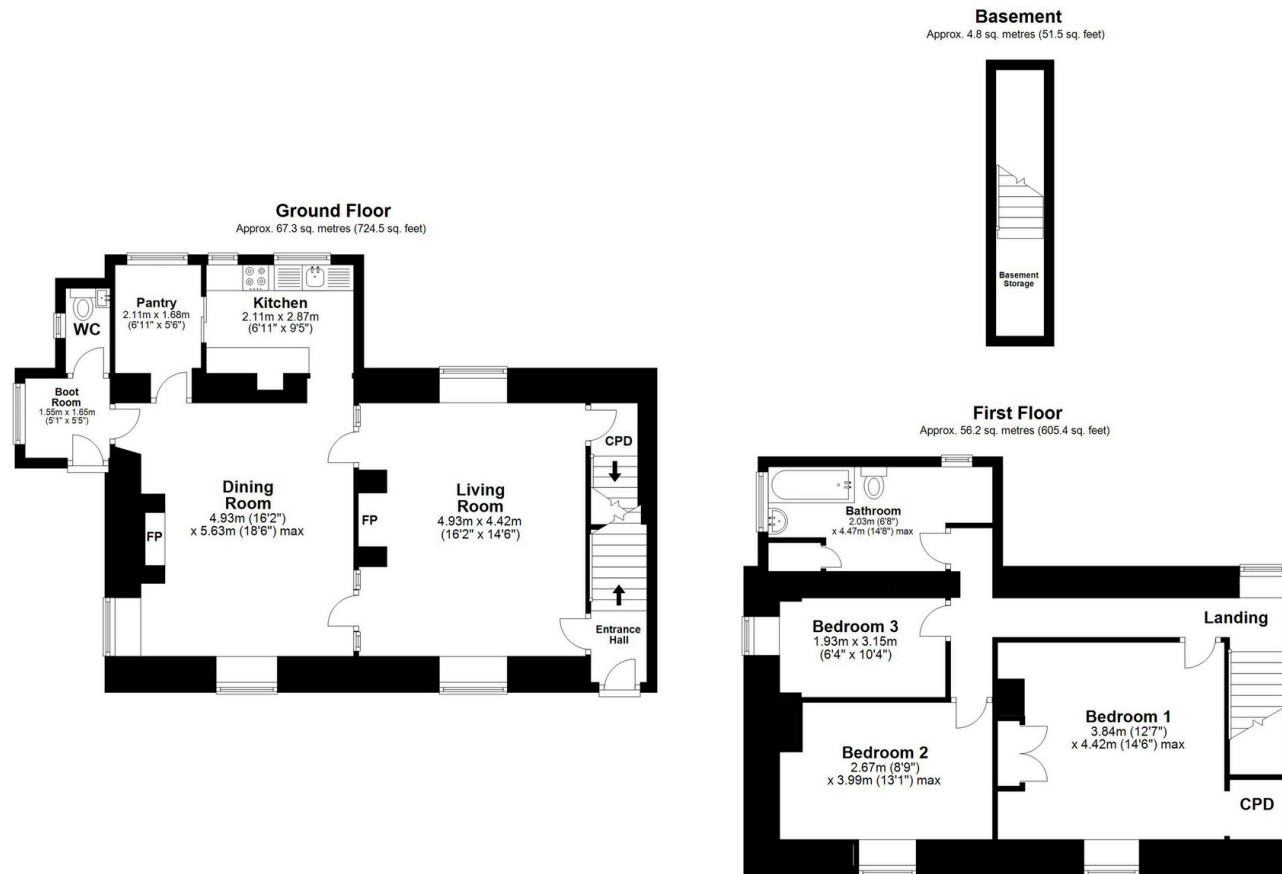 Basement
Approx. 4.8 sq. metres (51.5 sq. feet)
Basement
Storage
Ground Floor
Approx. 67.3 sq. metres (724.5 sq. feet)
Pantry
2.11m x 1.68m
(6'11" x 5'6")
Kitchen
2.11m x 2.87m
(6'11" x 9'5")
WC
Boot
Room
1.55m x 1.65m
(5'1" x 5'5")
Dining
Room
4.93m (16'2")
x 5.63m (18'6") max
FP
FP
Living
Room
4.93m x 4.42m
(16'2" x 14'6")
CPD
Entrance
Hall
First Floor
Approx. 56.2 sq. metres (605.4 sq. feet)
Bathroom
2.03m (6'8")
x 4.47m (14'8") max
Bedroom 3
1.93m x 3.15m
(6'4" x 10'4")
Landing
Bedroom 2
2.67m (8'9")
x 3.99m (13'1") max
Bedroom 1
3.84m (12'7")
x 4.42m (14'6") max
CPD